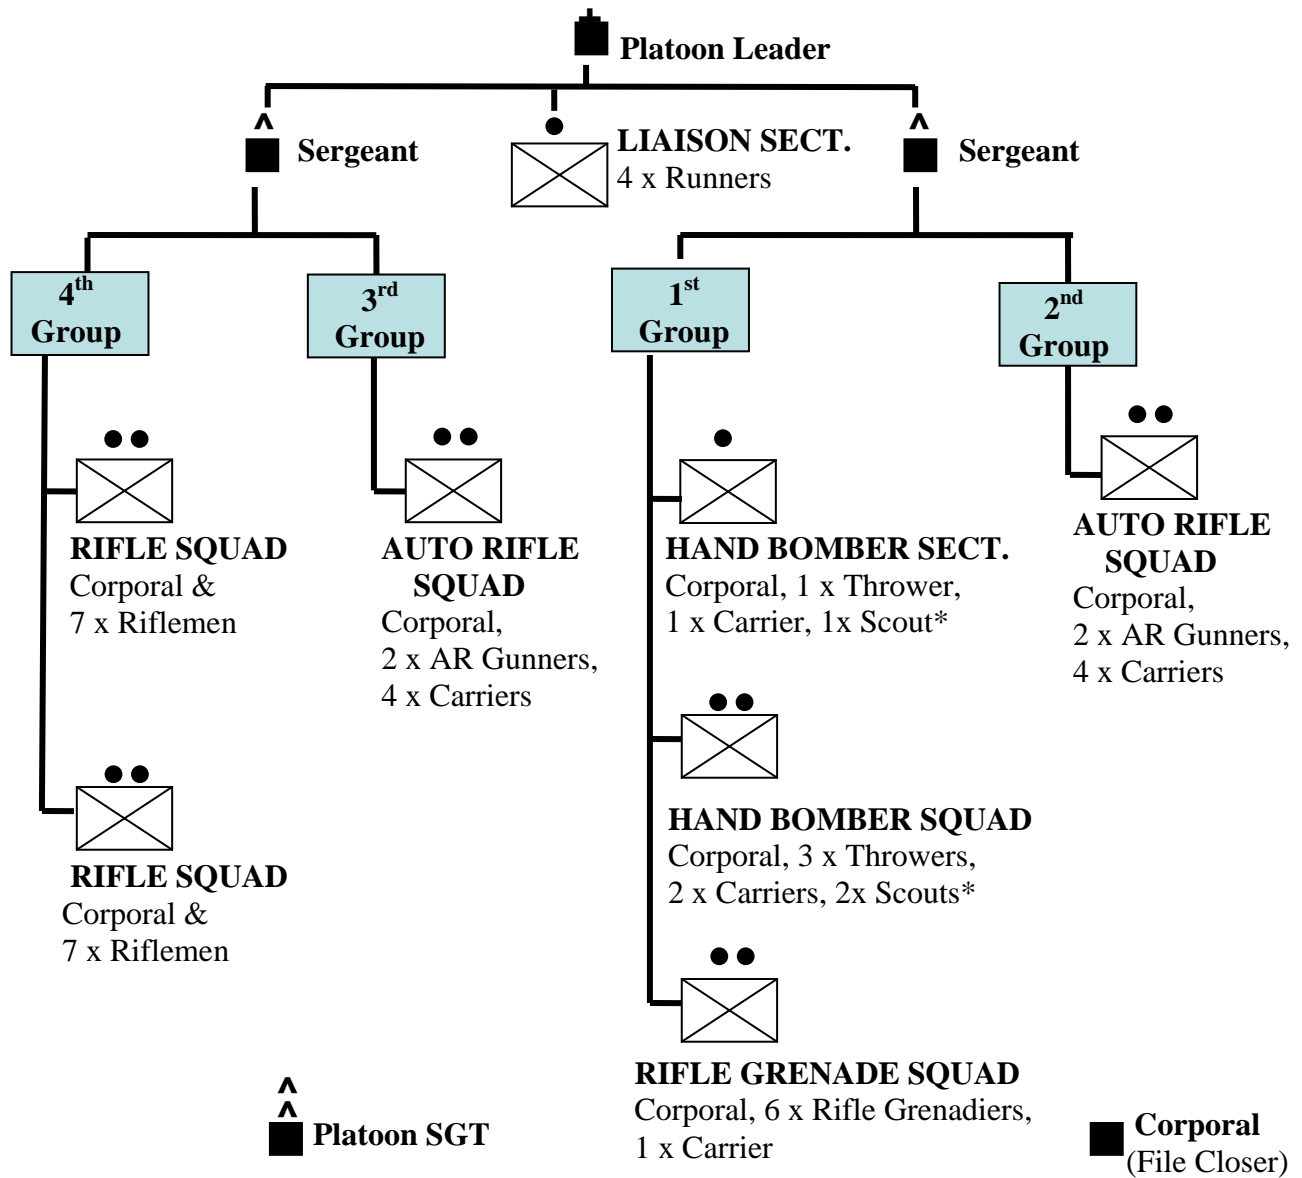 Platoon Leader
Sergeant
LIAISON SECT.
4 x Runners
Sergeant
4th
Group
3rd
Group
1st
Group
2nd
Group
RIFLE SQUAD
Corporal &
7 x Riflemen
AUTO RIFLE
SQUAD
Corporal,
2 x AR Gunners,
4 x Carriers
HAND BOMBER SECT.
Corporal, 1 x Thrower,
1 x Carrier, 1x Scout*
AUTO RIFLE
SQUAD
Corporal,
2 x AR Gunners,
4 x Carriers
RIFLE SQUAD
Corporal &
7 x Riflemen
HAND BOMBER SQUAD
Corporal, 3 x Throwers,
2 x Carriers, 2x Scouts*
RIFLE GRENADE SQUAD
Corporal, 6 x Rifle Grenadiers,
1 x Carrier
Platoon SGT
Corporal
(File Closer)